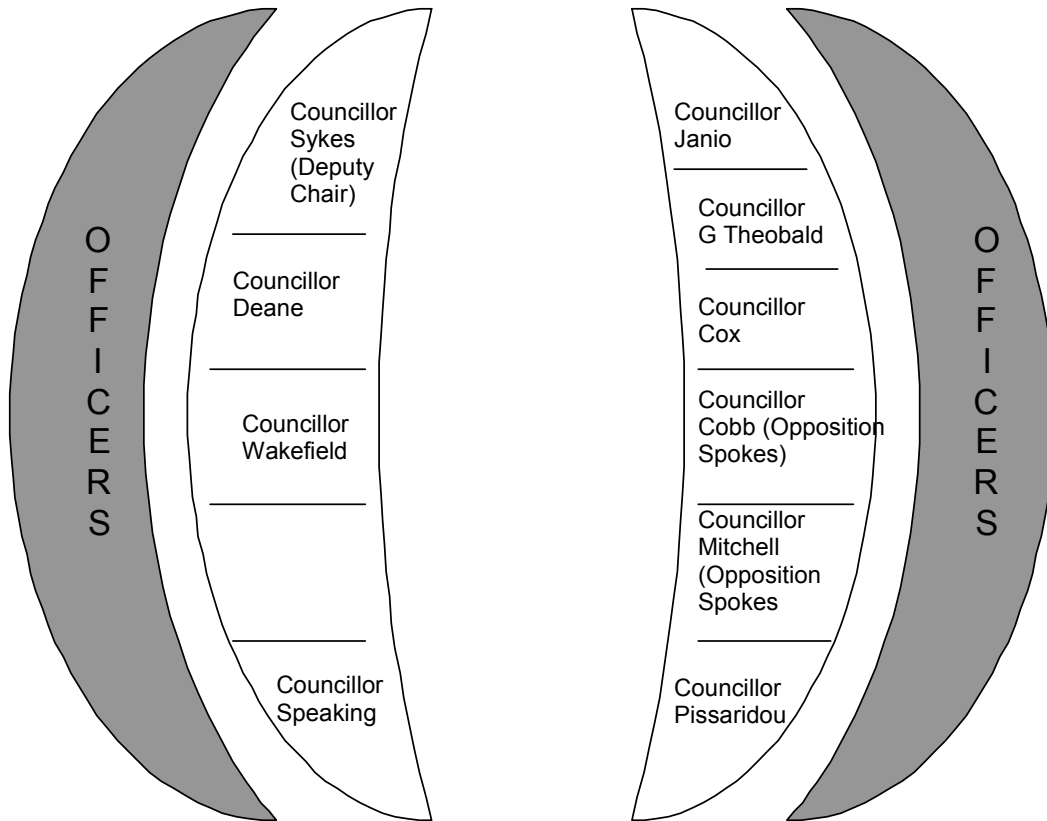 O
F
F
I
C
E
R
S
Councillor
Sykes
(Deputy
Chair)
Councillor
Deane
Councillor
Wakefield
Councillor
Speaking
Councillor
Janio
Councillor
G Theobald
Councillor
Cox
Councillor
Cobb (Opposition
Spokes)
Councillor
Mitchell
(Opposition
Spokes
Councillor
Pissaridou
O
F
F
I
C
E
R
S